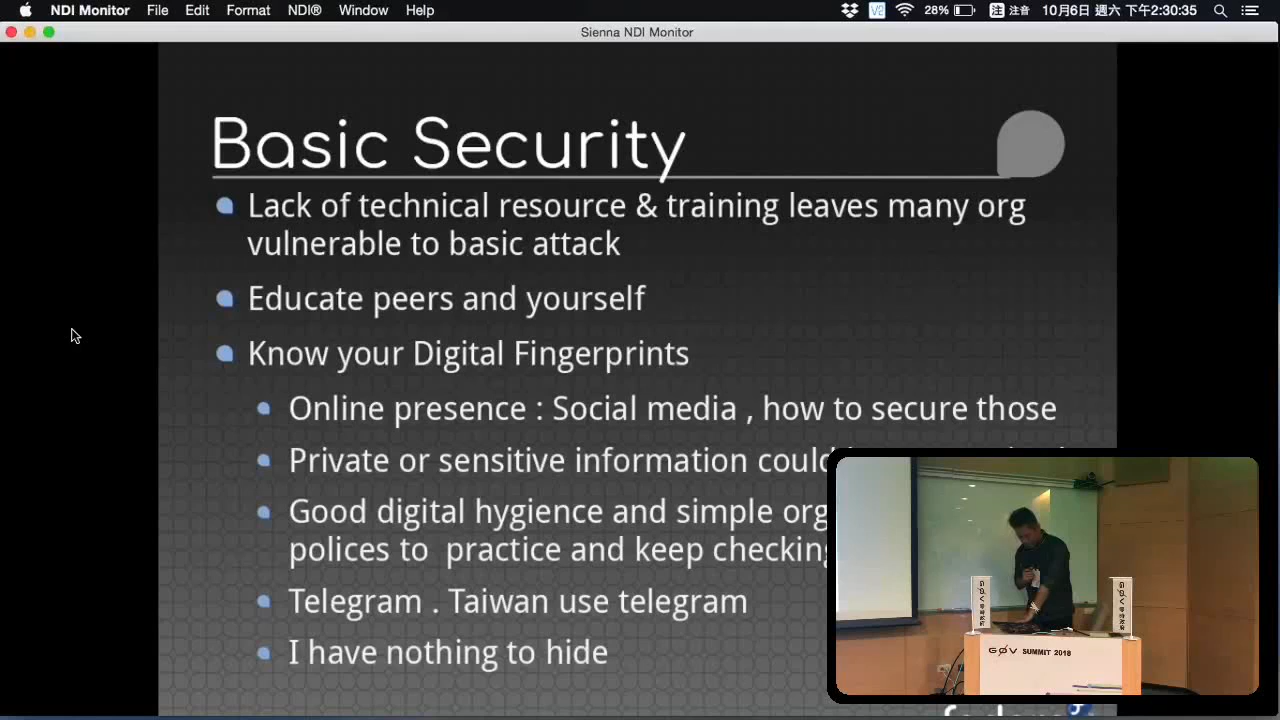 NDI Monitor File Edit Format NDI® Window Help 28% 注 注音 10月6日 週六 下午2:30:35
Sienna NDI Monitor
Basic Security
Lack of technical resource & training leaves many org
vulnerable to basic attack
Educate peers and yourself
Know your Digital Fingerprints
Online presence : Social media , how to secure those
Private or sensitive information could
Good digital hygience and simple org
polices to practice and keep checking
Telegram . Taiwan use telegram
I have nothing to hide
GØV SUMMIT 2018